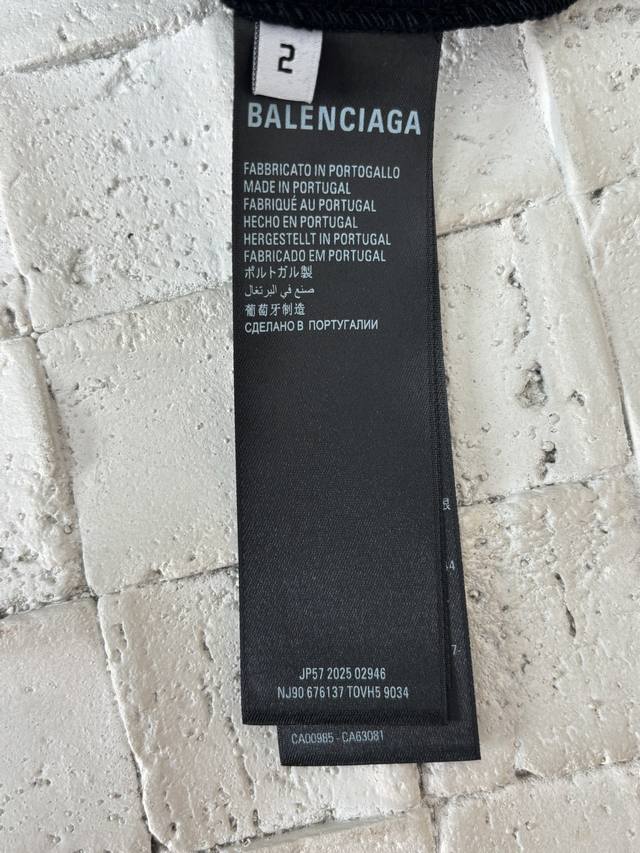 2
BALENCIAGA
FABBRICATO IN PORTOGALLO
MADE IN PORTUGAL
FABRIQUÉ AU PORTUGAL
HECHO EN PORTUGAL
HERGESTELLT IN PORTUGAL
FABRICADO EM PORTUGAL
ポルトガル製
صنع في البرتغال
葡萄牙制造
СДЕЛАНО В ПОРТУГАЛИИ
JP57 2025 02946
NJ90 676137 TOVH5 9034
CA00985 - CA63081